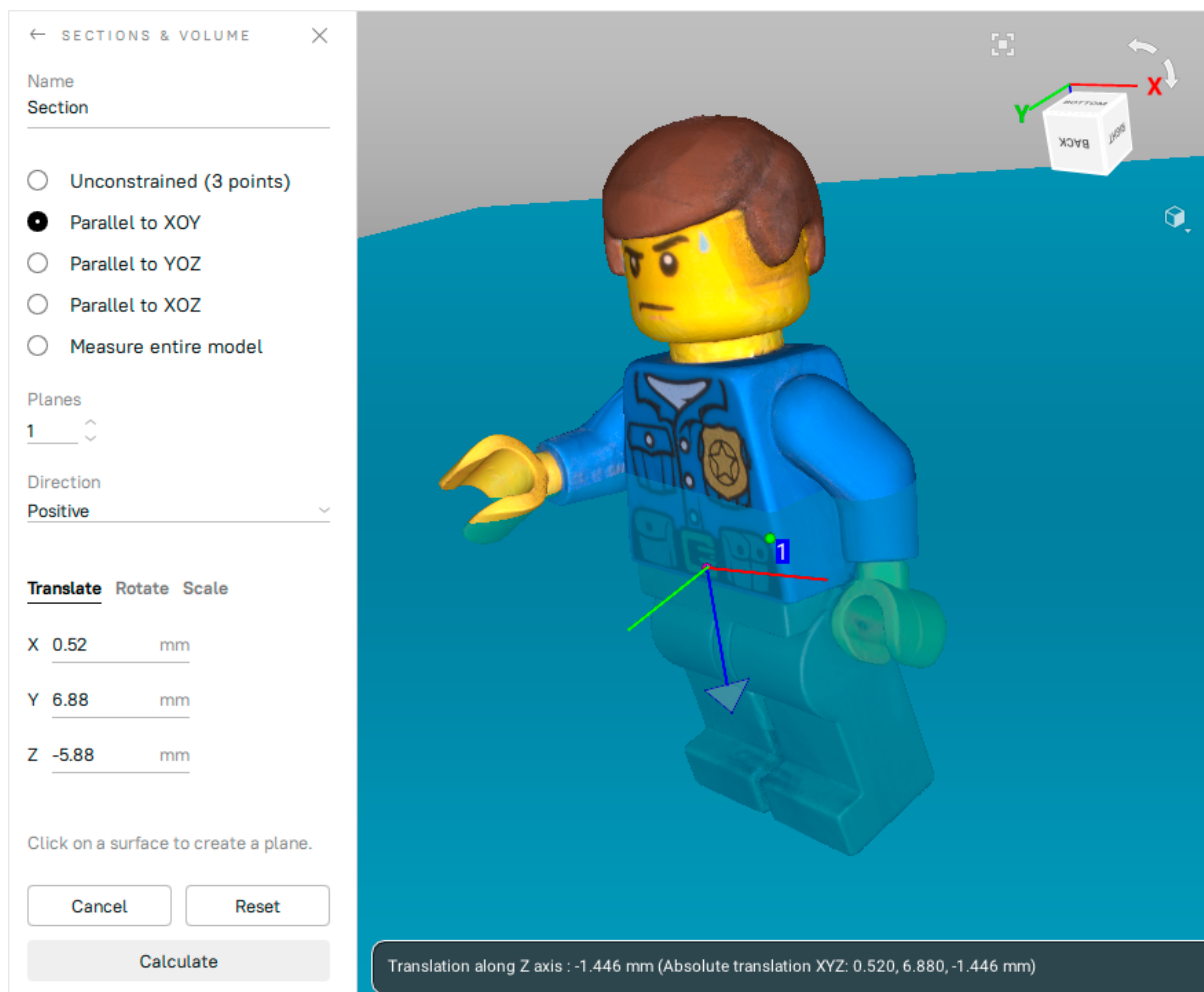 SECTIONS & VOLUME
Name
Section
Unconstrained (3 points)
Parallel to XOY
Parallel to YOZ
Parallel to XOZ
Measure entire model
Planes
1
Direction
Positive
Translate Rotate Scale
X 0.52 mm
Y 6.88 mm
Z -5.88 mm
Click on a surface to create a plane.
Cancel Reset
Calculate
X
Y
BOTTOM
BACK
RIGHT
1
Translation along Z axis : -1.446 mm (Absolute translation XYZ: 0.520, 6.880, -1.446 mm)